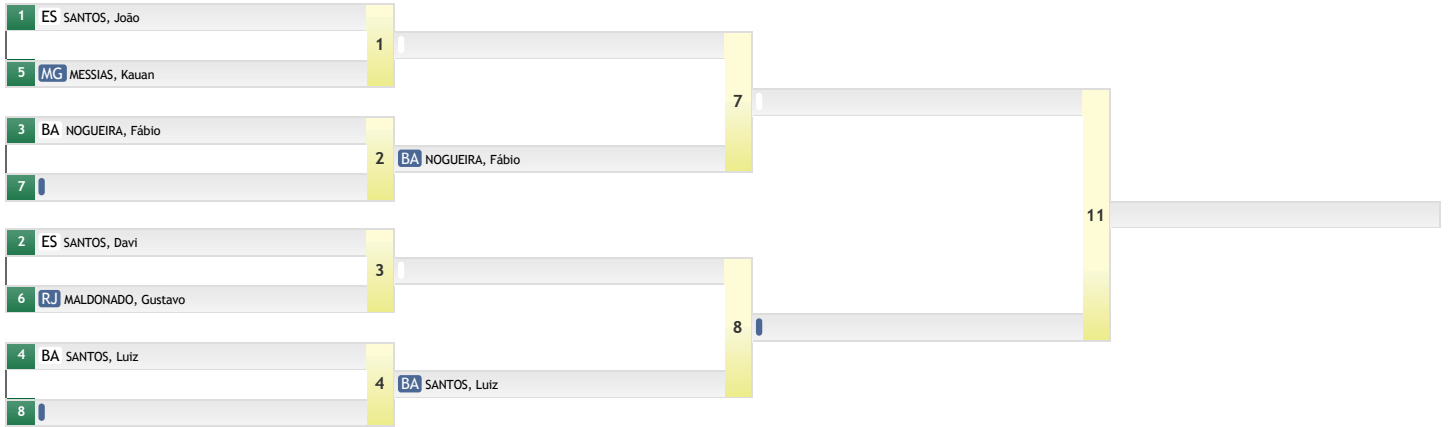 1 ES SANTOS, João
1
5 MG MESSIAS, Kauan
7
3 BA NOGUEIRA, Fábio
2 BA NOGUEIRA, Fábio
7
11
2 ES SANTOS, Davi
3
6 RJ MALDONADO, Gustavo
8
4 BA SANTOS, Luiz
4 BA SANTOS, Luiz
8